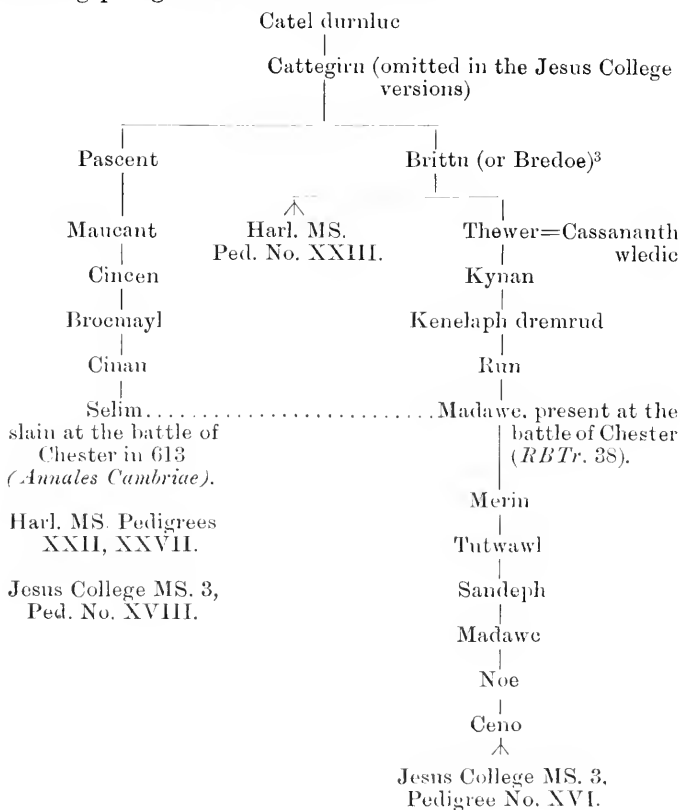 Catel durnluc
Cattegirn (omitted in the Jesus College
versions)
Pascent
Brittu (or Bredoe)³
Maucant
Harl. MS.
Ped. No. XXIII.
Thewer=Cassananth
wledic
Cincen
Kynan
Brocmayl
Kenelaph dremrud
Cinan
Run
Selim........................Madawc, present at the
slain at the battle of
Chester in 613
(Annales Cambriae).
battle of Chester
(RBTr. 38).
Harl. MS. Pedigrees
XXII, XXVII.
Merin
Tutwawl
Jesus College MS. 3,
Ped. No. XVIII.
Sandeph
Madawc
Noe
Ceno
Jesus College MS. 3,
Pedigree No. XVI.